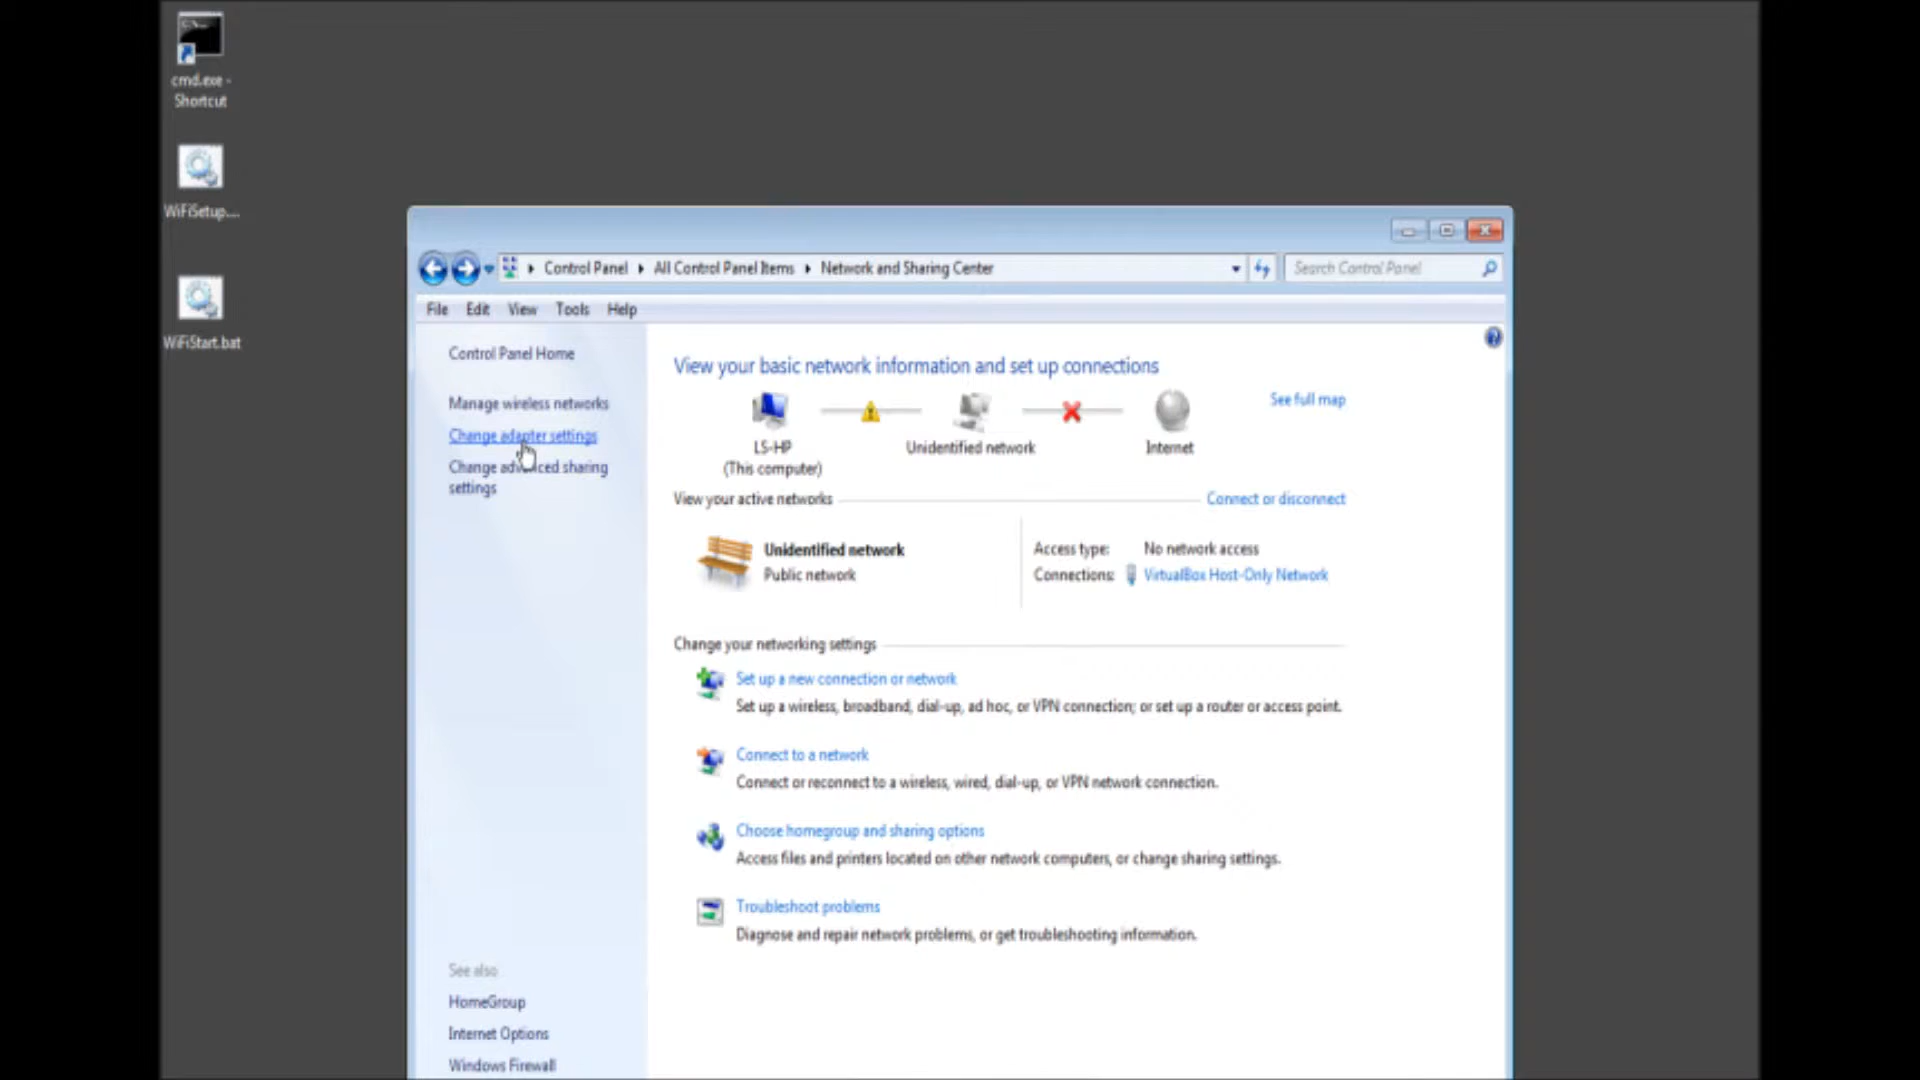 cmd.exe -
Shortcut
WiFiSetup....
WiFiStart.bat
Control Panel
All Control Panel Items
Network and Sharing Center
Search Control Panel
File Edit View Tools Help
Control Panel Home
Manage wireless networks
Change adapter settings
Change advanced sharing
settings
See also
HomeGroup
Internet Options
Windows Firewall
View your basic network information and set up connections
See full map
LS-HP
(This computer)
Unidentified network
Internet
View your active networks
Connect or disconnect
Unidentified network
Public network
Access type: No network access
Connections: VirtualBox Host-Only Network
Change your networking settings
Set up a new connection or network
Set up a wireless, broadband, dial-up, ad hoc, or VPN connection; or set up a router or access point.
Connect to a network
Connect or reconnect to a wireless, wired, dial-up, or VPN network connection.
Choose homegroup and sharing options
Access files and printers located on other network computers, or change sharing settings.
Troubleshoot problems
Diagnose and repair network problems, or get troubleshooting information.